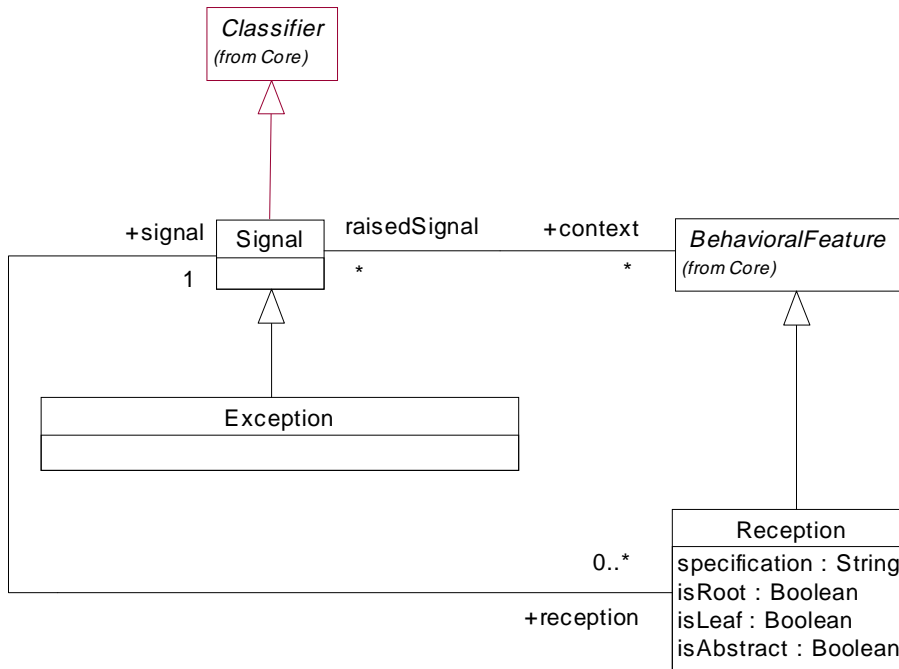 Classifier
(from Core)
+signal
Signal
raisedSignal
+context
BehavioralFeature
(from Core)
1
*
*
Exception
Reception
0..*
specification : String
isRoot : Boolean
+reception
isLeaf : Boolean
isAbstract : Boolean